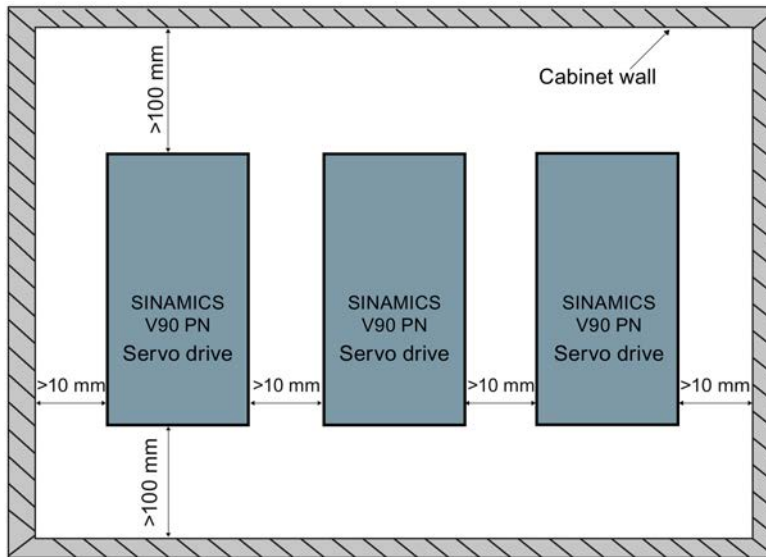 Cabinet wall
>100 mm
SINAMICS
V90 PN
Servo drive
SINAMICS
V90 PN
Servo drive
SINAMICS
V90 PN
Servo drive
>10 mm
>10 mm
>10 mm
>10 mm
>100 mm